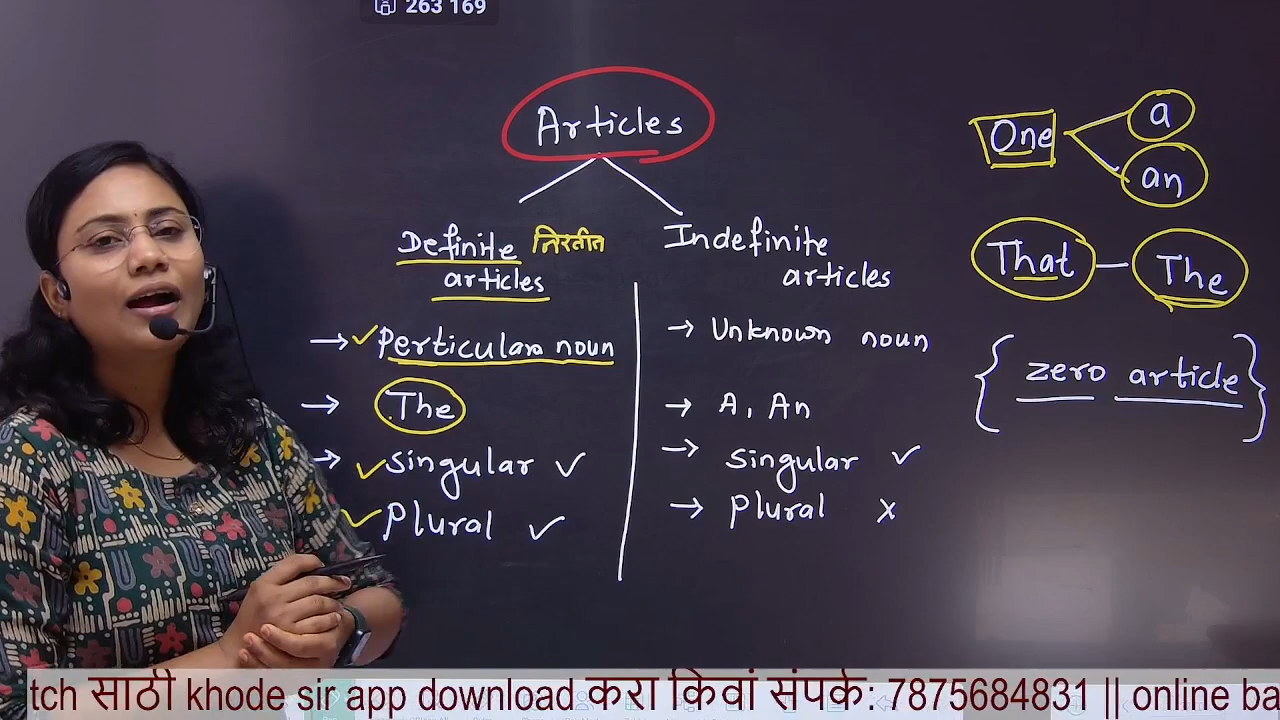 263 169
Articles
Definite निश्चीत
articles
→ ✓ Perticular noun
→ The
→ ✓ singular ✓
✓ Plural ✓
Indefinite
articles
→ Unknown noun
→ A, An
→ singular ✓
→ Plural x
One
a
an
That — The
{ zero article }
tch साठी khode sir app download करा किवां संपर्क: 7875684831 || online ba